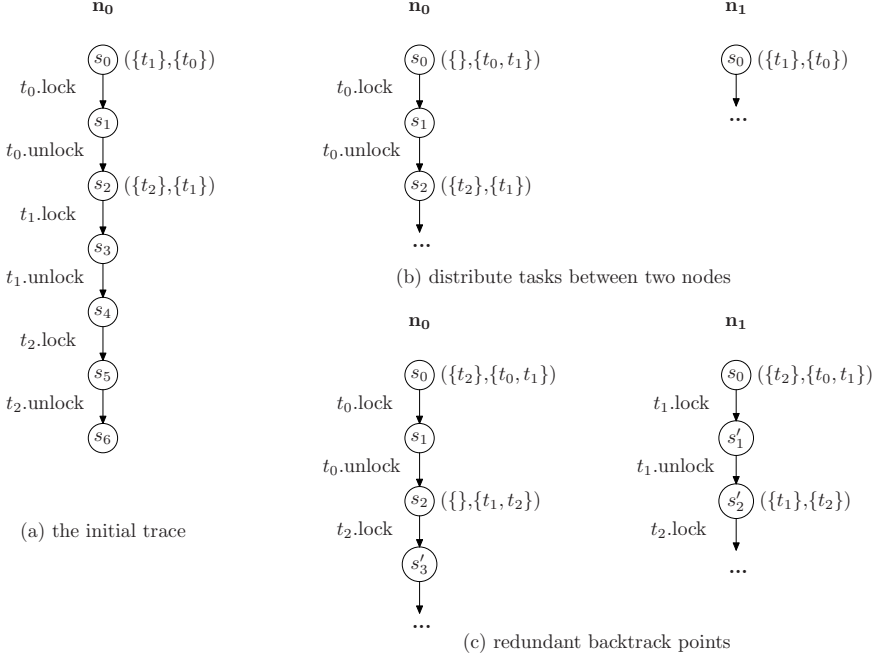 n₀
s₀ ({t₁},{t₀})
t₀.lock
s₁
t₀.unlock
s₂ ({t₂},{t₁})
t₁.lock
s₃
t₁.unlock
s₄
t₂.lock
s₅
t₂.unlock
s₆
(a) the initial trace
n₀
s₀ ({},{t₀, t₁})
t₀.lock
s₁
t₀.unlock
s₂ ({t₂},{t₁})
...
n₁
s₀ ({t₁},{t₀})
...
(b) distribute tasks between two nodes
n₀
s₀ ({t₂},{t₀, t₁})
t₀.lock
s₁
t₀.unlock
s₂ ({},{t₁, t₂})
t₂.lock
s′₃
...
n₁
s₀ ({t₂},{t₀, t₁})
t₁.lock
s′₁
t₁.unlock
s′₂ ({t₁},{t₂})
t₂.lock
...
(c) redundant backtrack points